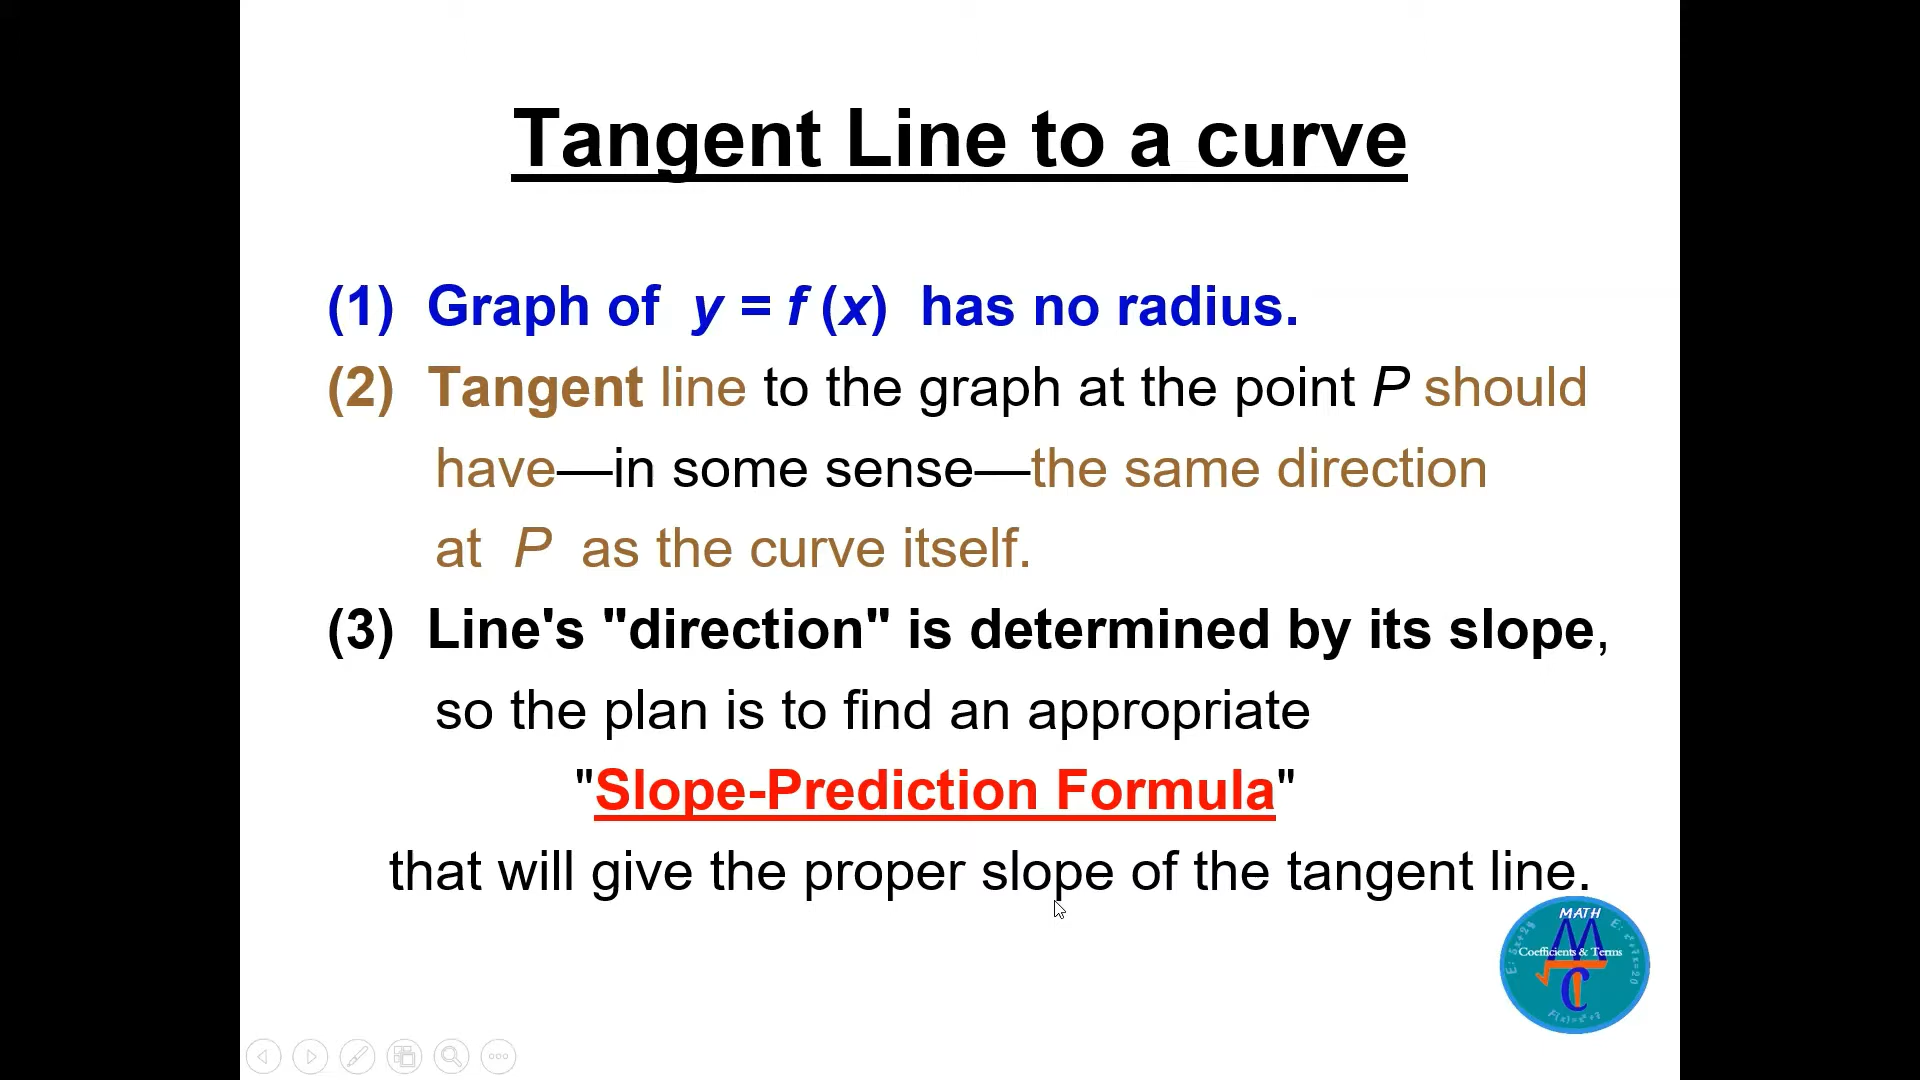 Tangent Line to a curve
(1) Graph of y = f (x) has no radius.
(2) Tangent line to the graph at the point P should
have—in some sense—the same direction
at P as the curve itself.
(3) Line's "direction" is determined by its slope,
so the plan is to find an appropriate
"Slope-Prediction Formula"
that will give the proper slope of the tangent line.
MATH
Coefficients & Terms